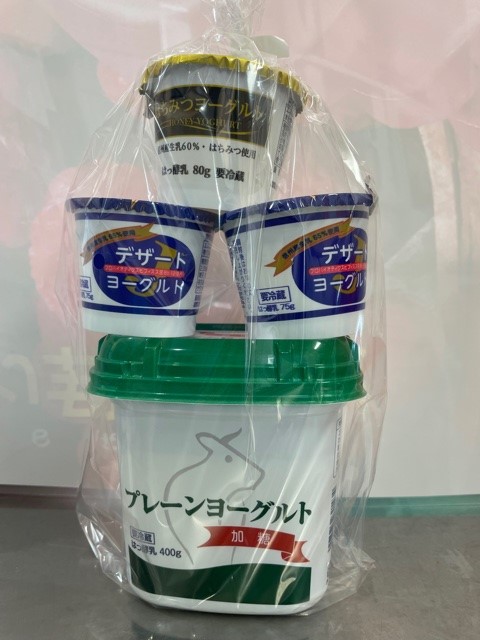 はちみつヨーグルト
HONEY YOGHURT
生乳60%・はちみつ使用
はっ酵乳 80g 要冷蔵
デザート
ヨーグルト
デザート
ヨーグルト
要冷蔵
はっ酵乳 75g
プレーンヨーグルト
加糖
要冷蔵
はっ酵乳 400g